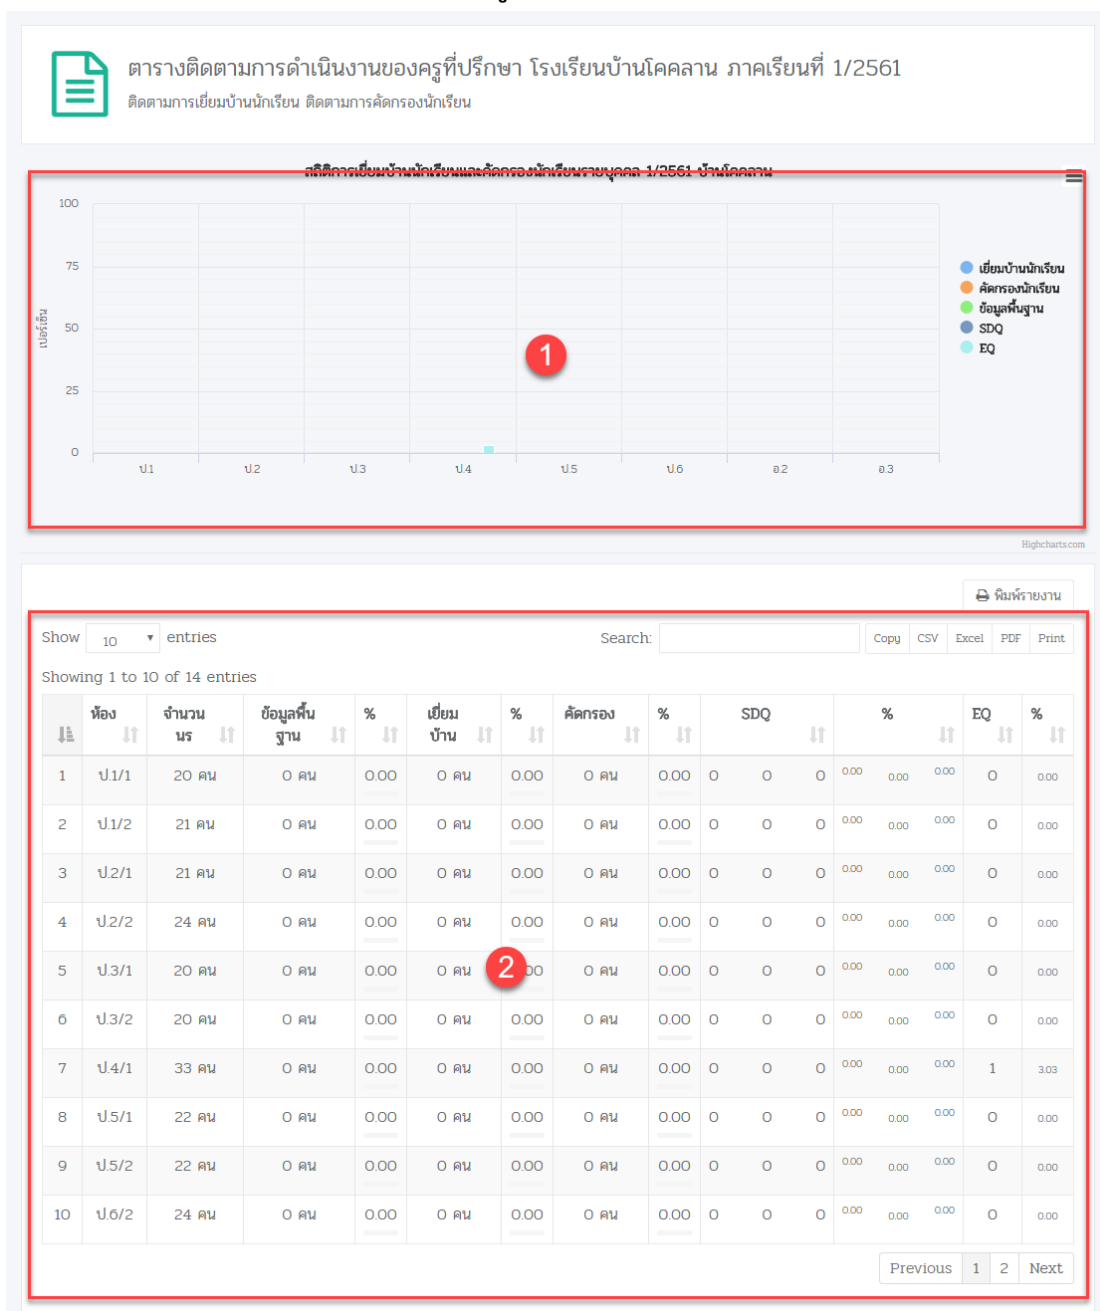 ตารางติดตามการดำเนินงานของครูที่ปรึกษา โรงเรียนบ้านโคคลาน ภาคเรียนที่ 1/2561
ติดตามการเยี่ยมบ้านนักเรียน ติดตามการคัดกรองนักเรียน
สถิติการเยี่ยมบ้านนักเรียนและคัดกรองนักเรียนรายบุคคล 1/2561 บ้านโคคลาน
100
75
50
25
0
เปอร์เซ็น
ป.1 ป.2 ป.3 ป.4 ป.5 ป.6 อ.2 อ.3
เยี่ยมบ้านนักเรียน
คัดกรองนักเรียน
ข้อมูลพื้นฐาน
SDQ
EQ
1
Highcharts.com
พิมพ์รายงาน
Show 10 entries Search: Copy CSV Excel PDF Print
Showing 1 to 10 of 14 entries
ห้อง จำนวน นร ข้อมูลพื้นฐาน % เยี่ยมบ้าน % คัดกรอง % SDQ % EQ %
1 ป.1/1 20 คน 0 คน 0.00 0 คน 0.00 0 คน 0.00 0 0 0 0.00 0.00 0.00 0 0.00
2 ป.1/2 21 คน 0 คน 0.00 0 คน 0.00 0 คน 0.00 0 0 0 0.00 0.00 0.00 0 0.00
3 ป.2/1 21 คน 0 คน 0.00 0 คน 0.00 0 คน 0.00 0 0 0 0.00 0.00 0.00 0 0.00
4 ป.2/2 24 คน 0 คน 0.00 0 คน 0.00 0 คน 0.00 0 0 0 0.00 0.00 0.00 0 0.00
5 ป.3/1 20 คน 0 คน 0.00 0 คน 2 00 0 คน 0.00 0 0 0 0.00 0.00 0.00 0 0.00
6 ป.3/2 20 คน 0 คน 0.00 0 คน 0.00 0 คน 0.00 0 0 0 0.00 0.00 0.00 0 0.00
7 ป.4/1 33 คน 0 คน 0.00 0 คน 0.00 0 คน 0.00 0 0 0 0.00 0.00 0.00 1 3.03
8 ป.5/1 22 คน 0 คน 0.00 0 คน 0.00 0 คน 0.00 0 0 0 0.00 0.00 0.00 0 0.00
9 ป.5/2 22 คน 0 คน 0.00 0 คน 0.00 0 คน 0.00 0 0 0 0.00 0.00 0.00 0 0.00
10 ป.6/2 24 คน 0 คน 0.00 0 คน 0.00 0 คน 0.00 0 0 0 0.00 0.00 0.00 0 0.00
Previous 1 2 Next